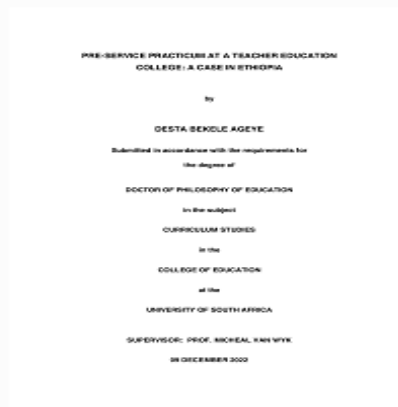 PRE-SERVICE PRACTICUM AT A TEACHER EDUCATION
COLLEGE: A CASE IN ETHIOPIA
by
DESTA BEKELE AGEYE
Submitted in accordance with the requirements for
the degree of
DOCTOR OF PHILOSOPHY OF EDUCATION
in the subject
CURRICULUM STUDIES
in the
COLLEGE OF EDUCATION
at the
UNIVERSITY OF SOUTH AFRICA
SUPERVISOR: PROF. MICHEAL VAN WYK
09 DECEMBER 2022